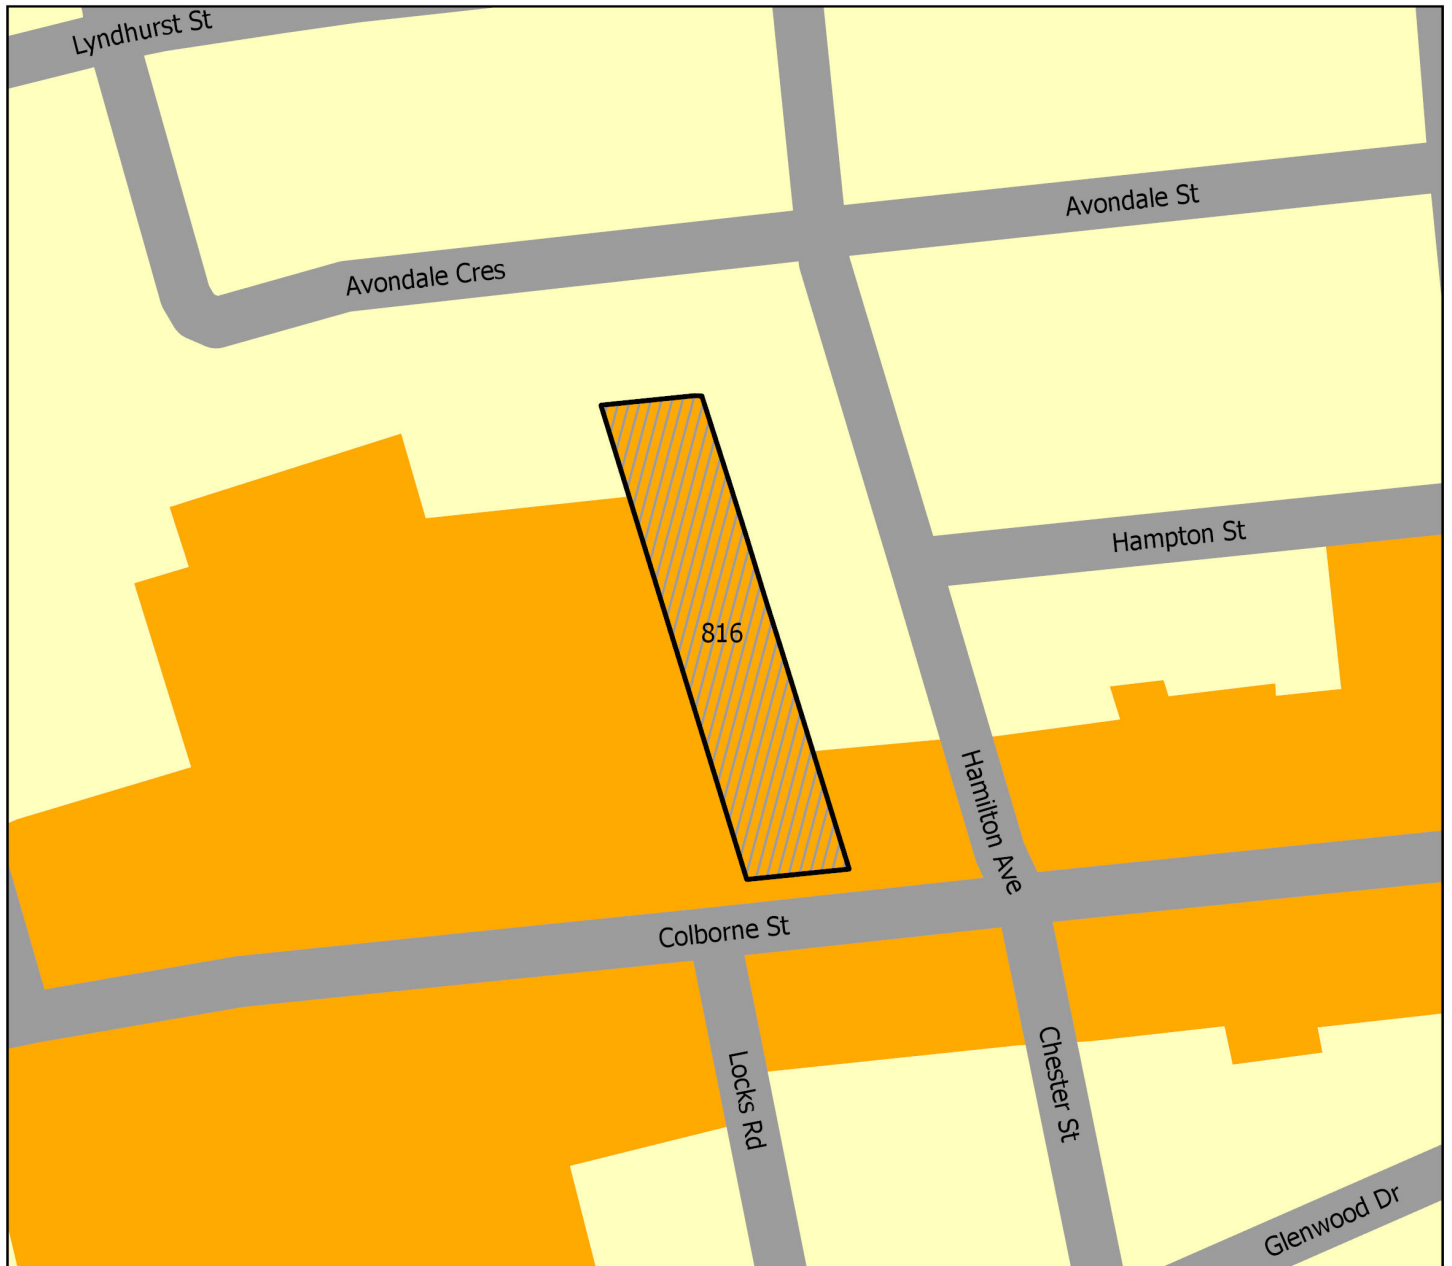 Lyndhurst St
Avondale St
Avondale Cres
Hampton St
816
Hamilton Ave
Colborne St
Locks Rd
Chester St
Glenwood Dr